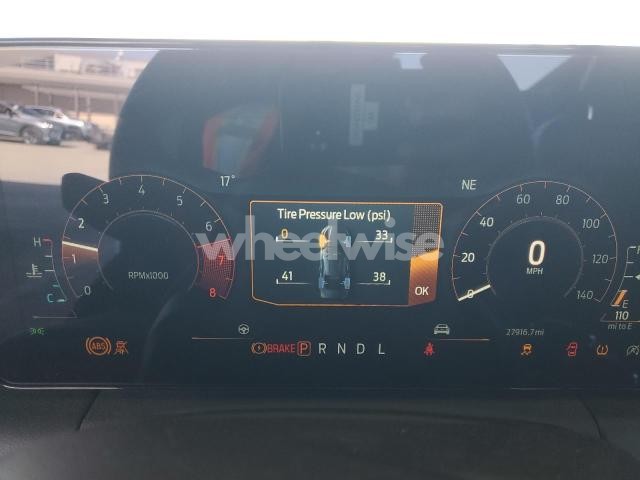 17°
NE
Tire Pressure Low (psi)
0 33
41 38
OK
wheelwise
0 1 2 3 4 5 6 7 8
RPMx1000
H
C
0 20 40 60 80 100 120 140
0
MPH
F
E
110
mi to E
27916.7 mi
ABS
BRAKE P R N D L